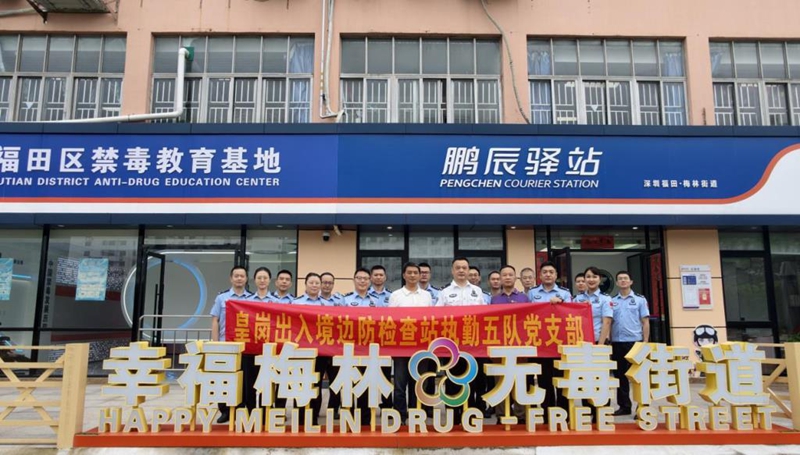 福田区禁毒教育基地
UTIAN DISTRICT ANTI-DRUG EDUCATION CENTER
鹏辰驿站
PENGCHEN COURIER STATION
深圳福田·梅林街道
皇岗出入境边防检查站执勤五队党支部
幸福梅林 无毒街道
HAPPY MEILIN DRUG - FREE STREET